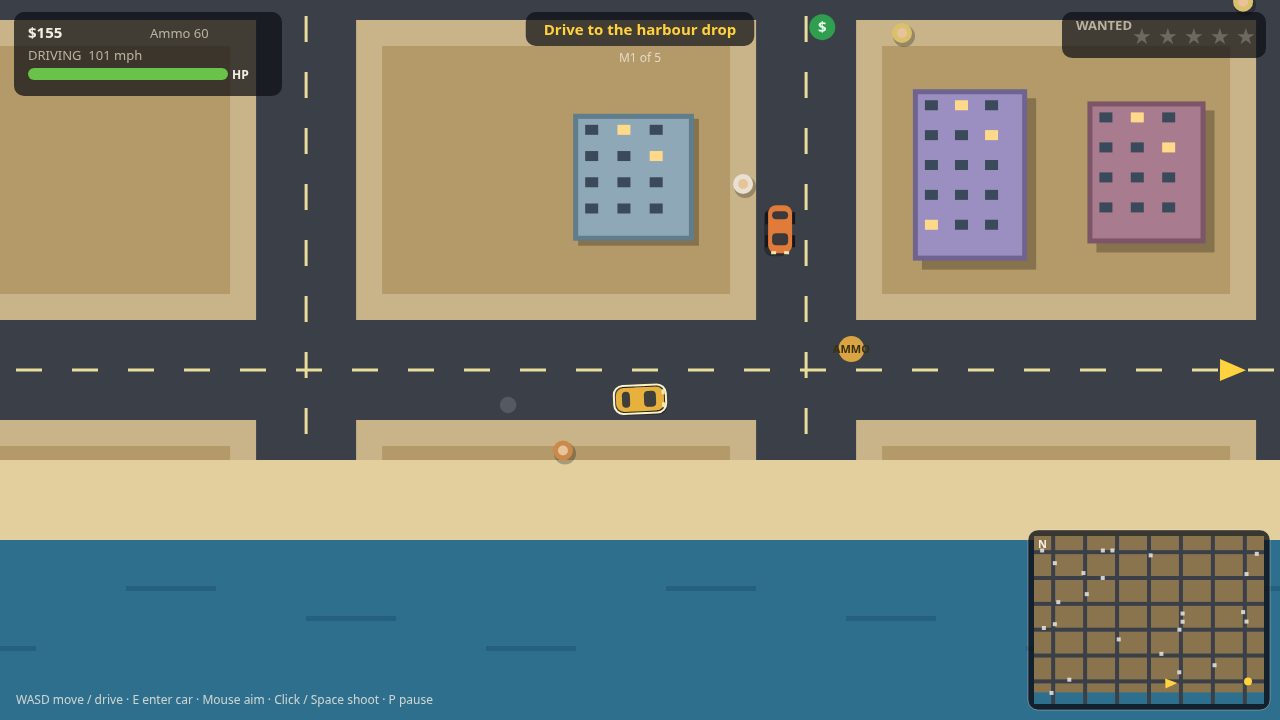 $155 Ammo 60
DRIVING 101 mph
HP
Drive to the harbour drop
M1 of 5
$
WANTED
AMMO
N
WASD move / drive · E enter car · Mouse aim · Click / Space shoot · P pause